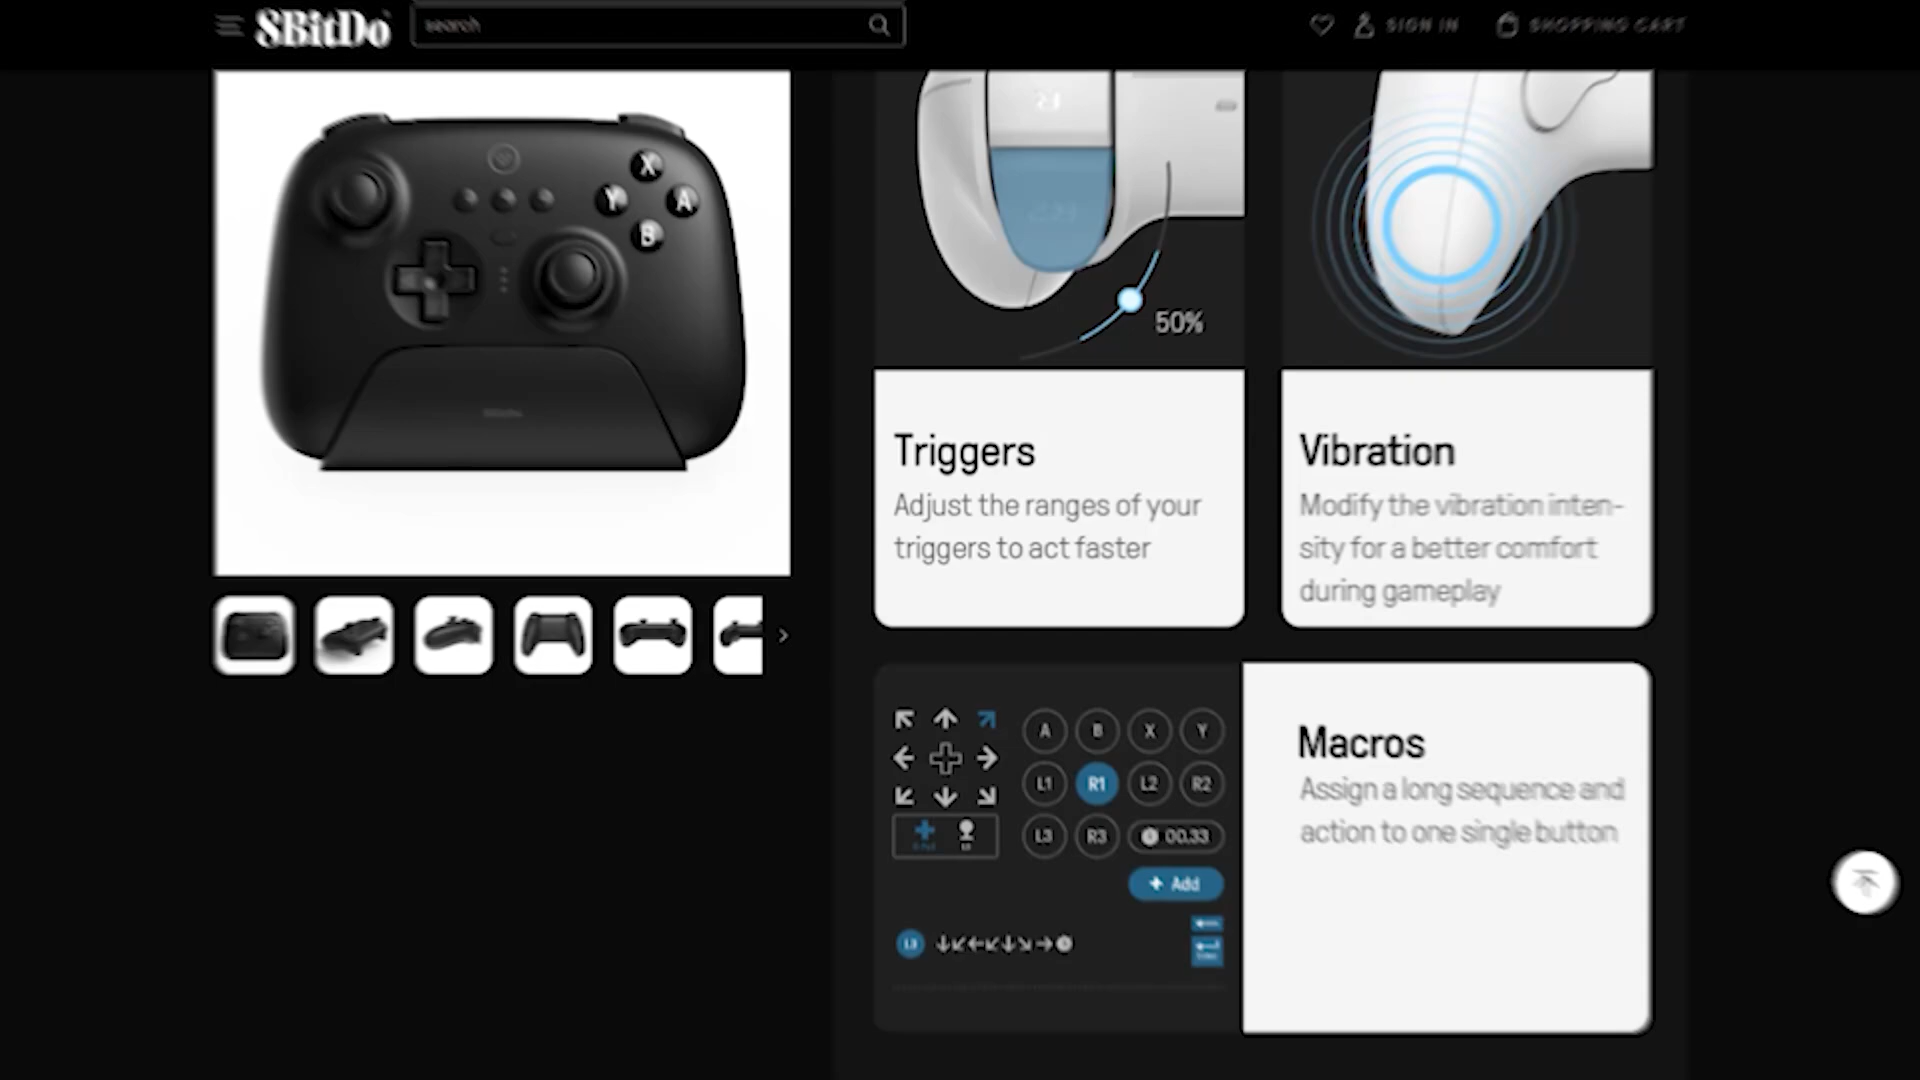 8BitDo
search
SIGN IN
SHOPPING CART
X
Y
A
B
50%
Triggers
Adjust the ranges of your
triggers to act faster
Vibration
Modify the vibration inten-
sity for a better comfort
during gameplay
A B X Y
L1 R1 L2 R2
L3 R3 00.33
+ Add
L3
Macros
Assign a long sequence and
action to one single button